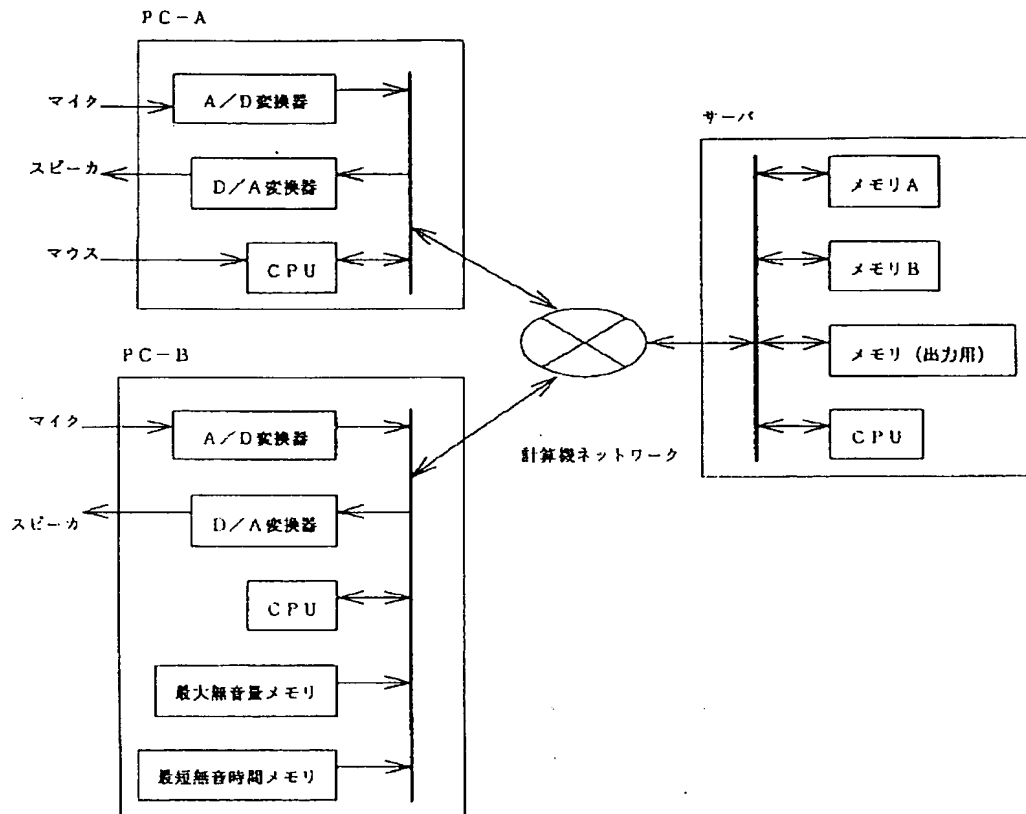 PC-A
マイク
A/D変換器
スピーカ
D/A変換器
マウス
CPU
PC-B
マイク
A/D変換器
スピーカ
D/A変換器
CPU
最大無音量メモリ
最短無音時間メモリ
計算機ネットワーク
サーバ
メモリA
メモリB
メモリ(出力用)
CPU